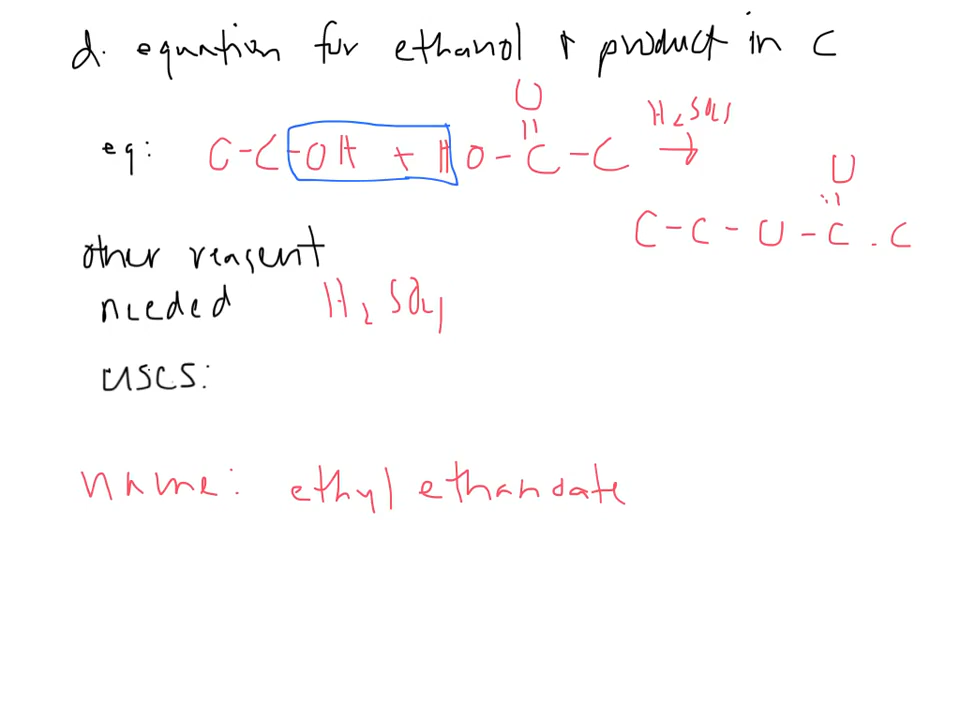 d. equation for ethanol + product in C
O
||
H2SO4
eq: C-C-OH + HO-C-C →
O
||
C-C-O-C.C
other reagent
needed H2SO4
uses:
name: ethyl ethanoate